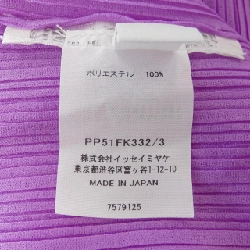 ポリエステル 100%
PP51FK332/3
株式会社イッセイミヤケ
東京都渋谷区富ヶ谷1-12-10
MADE IN JAPAN
7579125